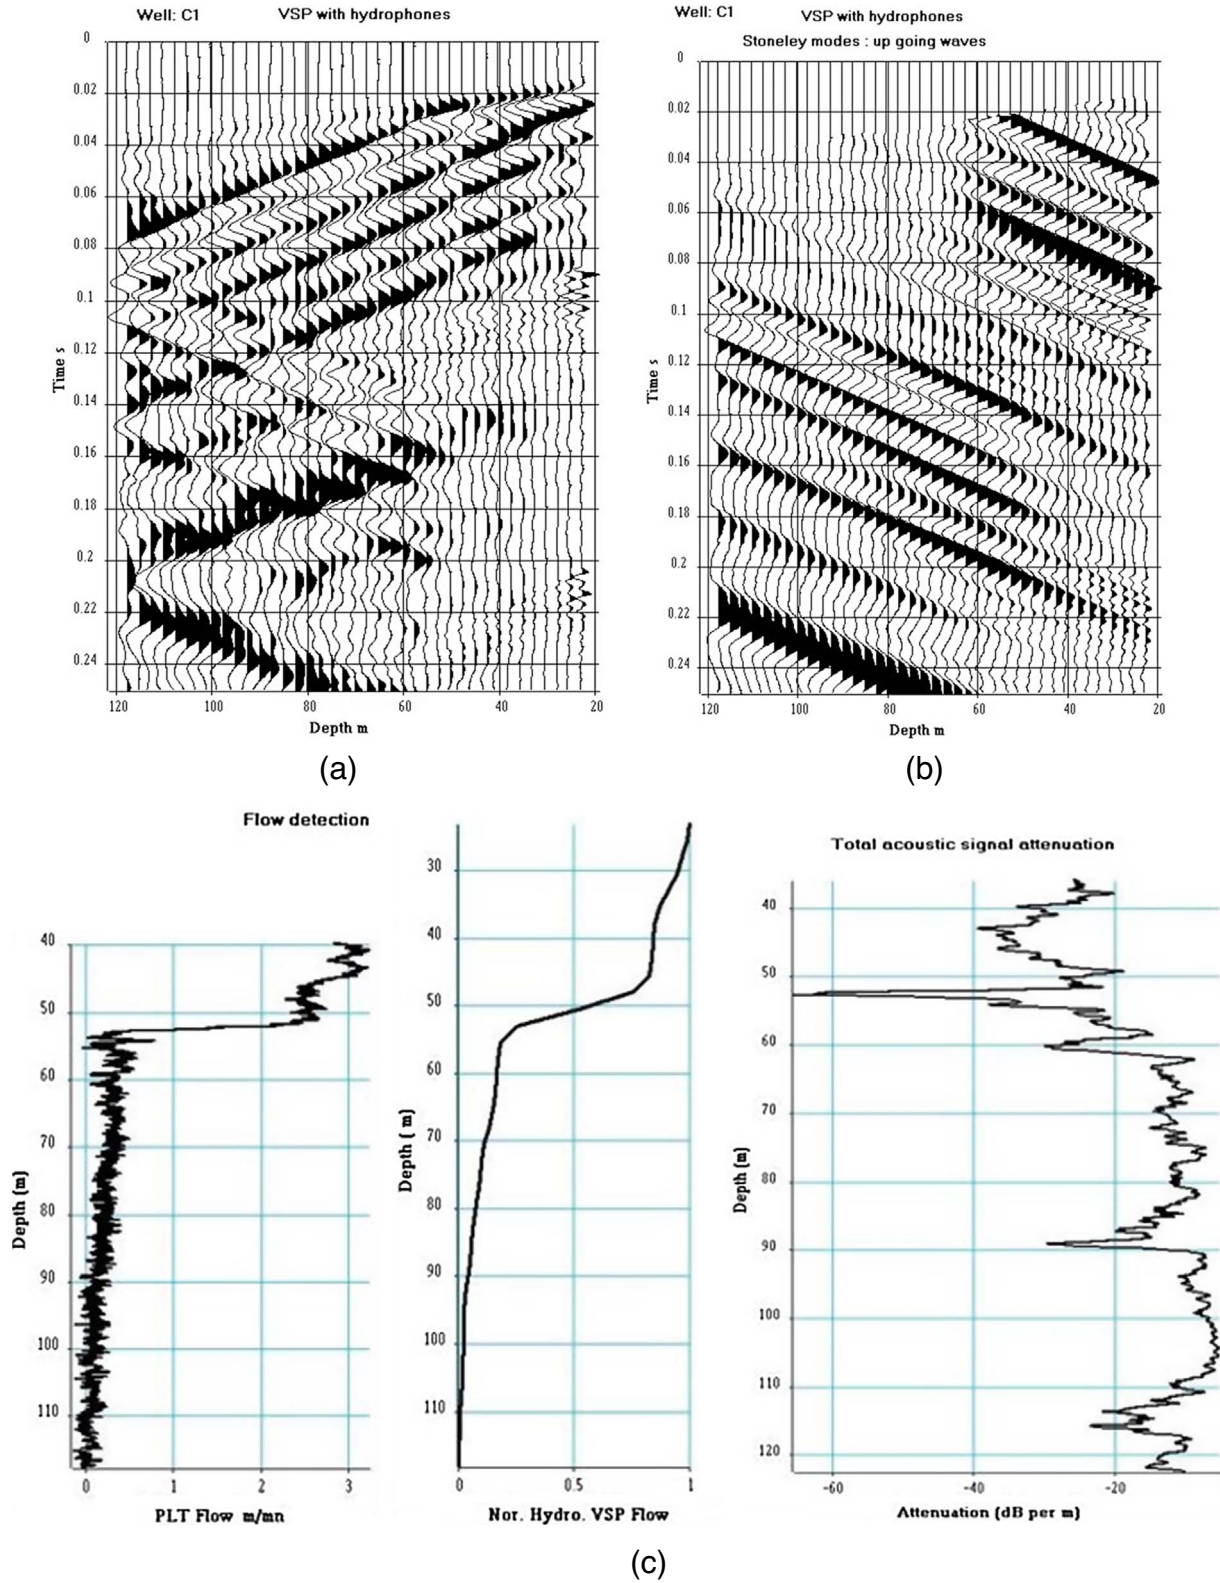 Well: C1 VSP with hydrophones
0
0.02
0.04
0.06
0.08
0.1
0.12
0.14
0.16
0.18
0.2
0.22
0.24
Time s
120 100 80 60 40 20
Depth m
(a)
Well: C1 VSP with hydrophones
Stoneley modes : up going waves
0
0.02
0.04
0.06
0.08
0.1
0.12
0.14
0.16
0.18
0.2
0.22
0.24
Time s
120 100 80 60 40 20
Depth m
(b)
Flow detection
40
50
60
70
80
90
100
110
Depth (m)
0 1 2 3
PLT Flow m/mn
30
40
50
60
70
80
90
100
110
Depth ( m)
0 0.5 1
Nor. Hydro. VSP Flow
Total acoustic signal attenuation
40
50
60
70
80
90
100
110
120
Depth (m)
-60 -40 -20
Attenuation (dB per m)
(c)